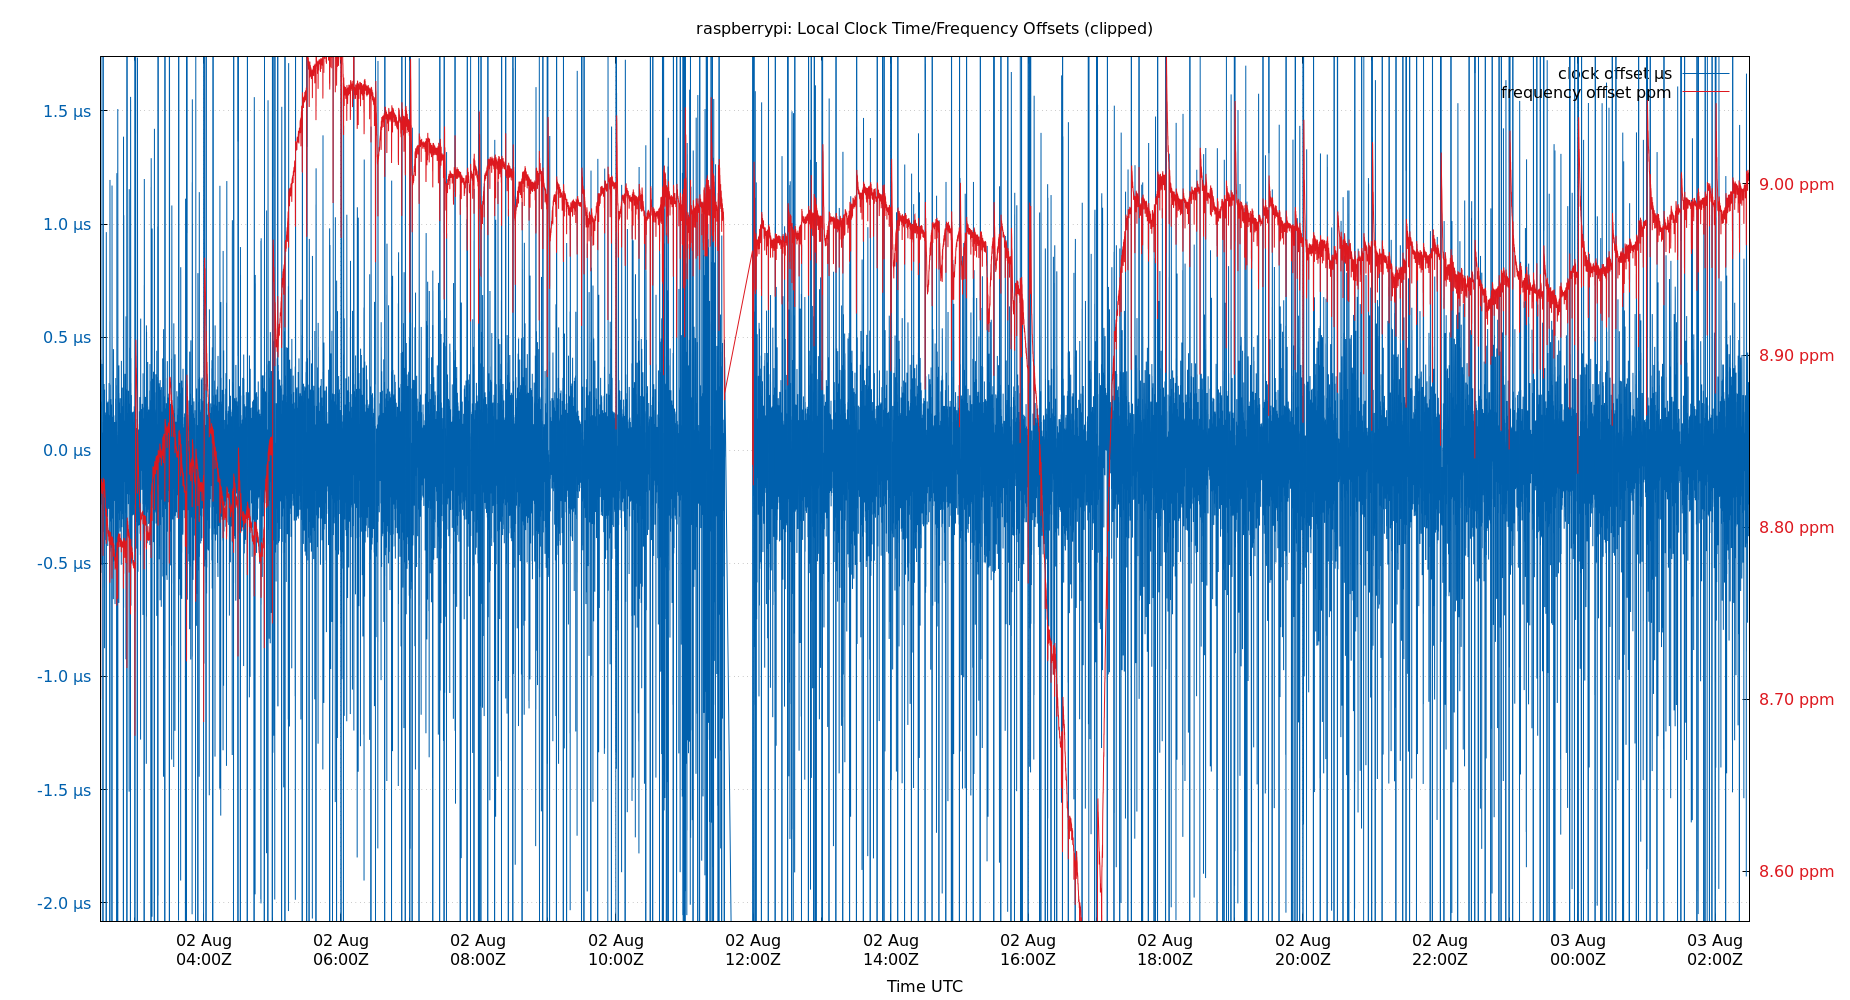 raspberrypi: Local Clock Time/Frequency Offsets (clipped)
clock offset µs
frequency offset ppm
1.5 µs
1.0 µs
0.5 µs
0.0 µs
-0.5 µs
-1.0 µs
-1.5 µs
-2.0 µs
9.00 ppm
8.90 ppm
8.80 ppm
8.70 ppm
8.60 ppm
02 Aug 02 Aug 02 Aug 02 Aug 02 Aug 02 Aug 02 Aug 02 Aug 02 Aug 02 Aug 03 Aug 03 Aug
04:00Z 06:00Z 08:00Z 10:00Z 12:00Z 14:00Z 16:00Z 18:00Z 20:00Z 22:00Z 00:00Z 02:00Z
Time UTC